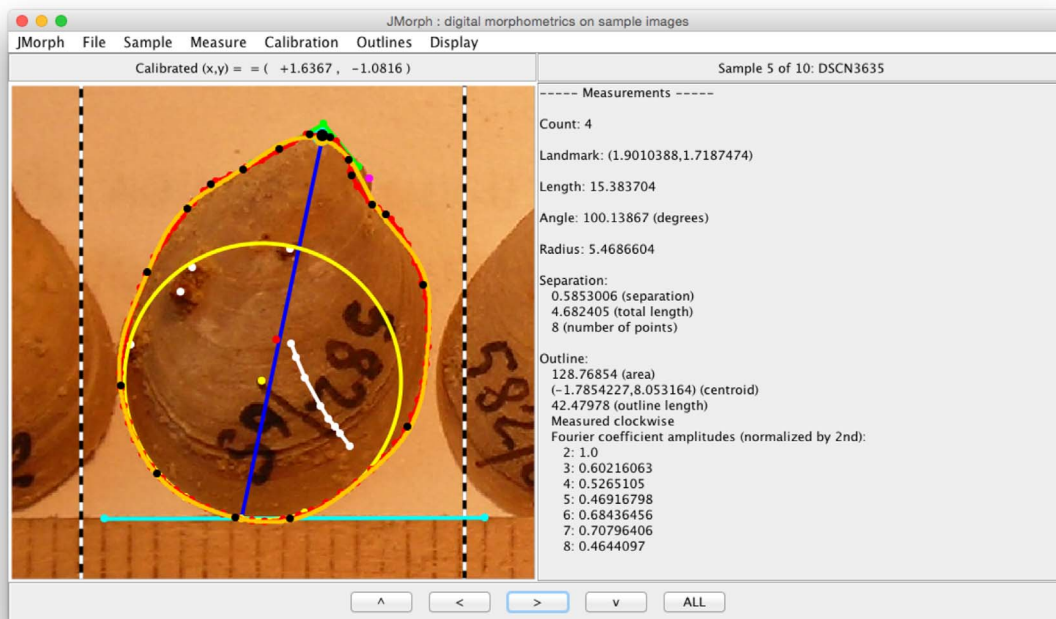 JMorph : digital morphometrics on sample images
JMorph File Sample Measure Calibration Outlines Display
Calibrated (x,y) = = ( +1.6367 , -1.0816 )
Sample 5 of 10: DSCN3635
----- Measurements -----
Count: 4
Landmark: (1.9010388,1.7187474)
Length: 15.383704
Angle: 100.13867 (degrees)
Radius: 5.4686604
Separation:
0.5853006 (separation)
4.682405 (total length)
8 (number of points)
Outline:
128.76854 (area)
(-1.7854227,8.053164) (centroid)
42.47978 (outline length)
Measured clockwise
Fourier coefficient amplitudes (normalized by 2nd):
2: 1.0
3: 0.60216063
4: 0.5265105
5: 0.46916798
6: 0.68436456
7: 0.70796406
8: 0.4644097
^ < > v ALL